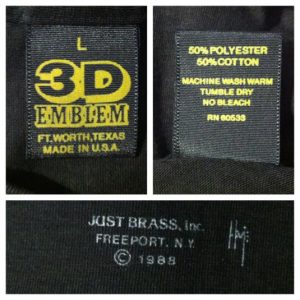 L
3D
EMBLEM
FT. WORTH, TEXAS
MADE IN U.S.A.
50% POLYESTER
50% COTTON
MACHINE WASH WARM
TUMBLE DRY
NO BLEACH
RN 60533
JUST BRASS, Inc.
FREEPORT, N.Y.
© 1988